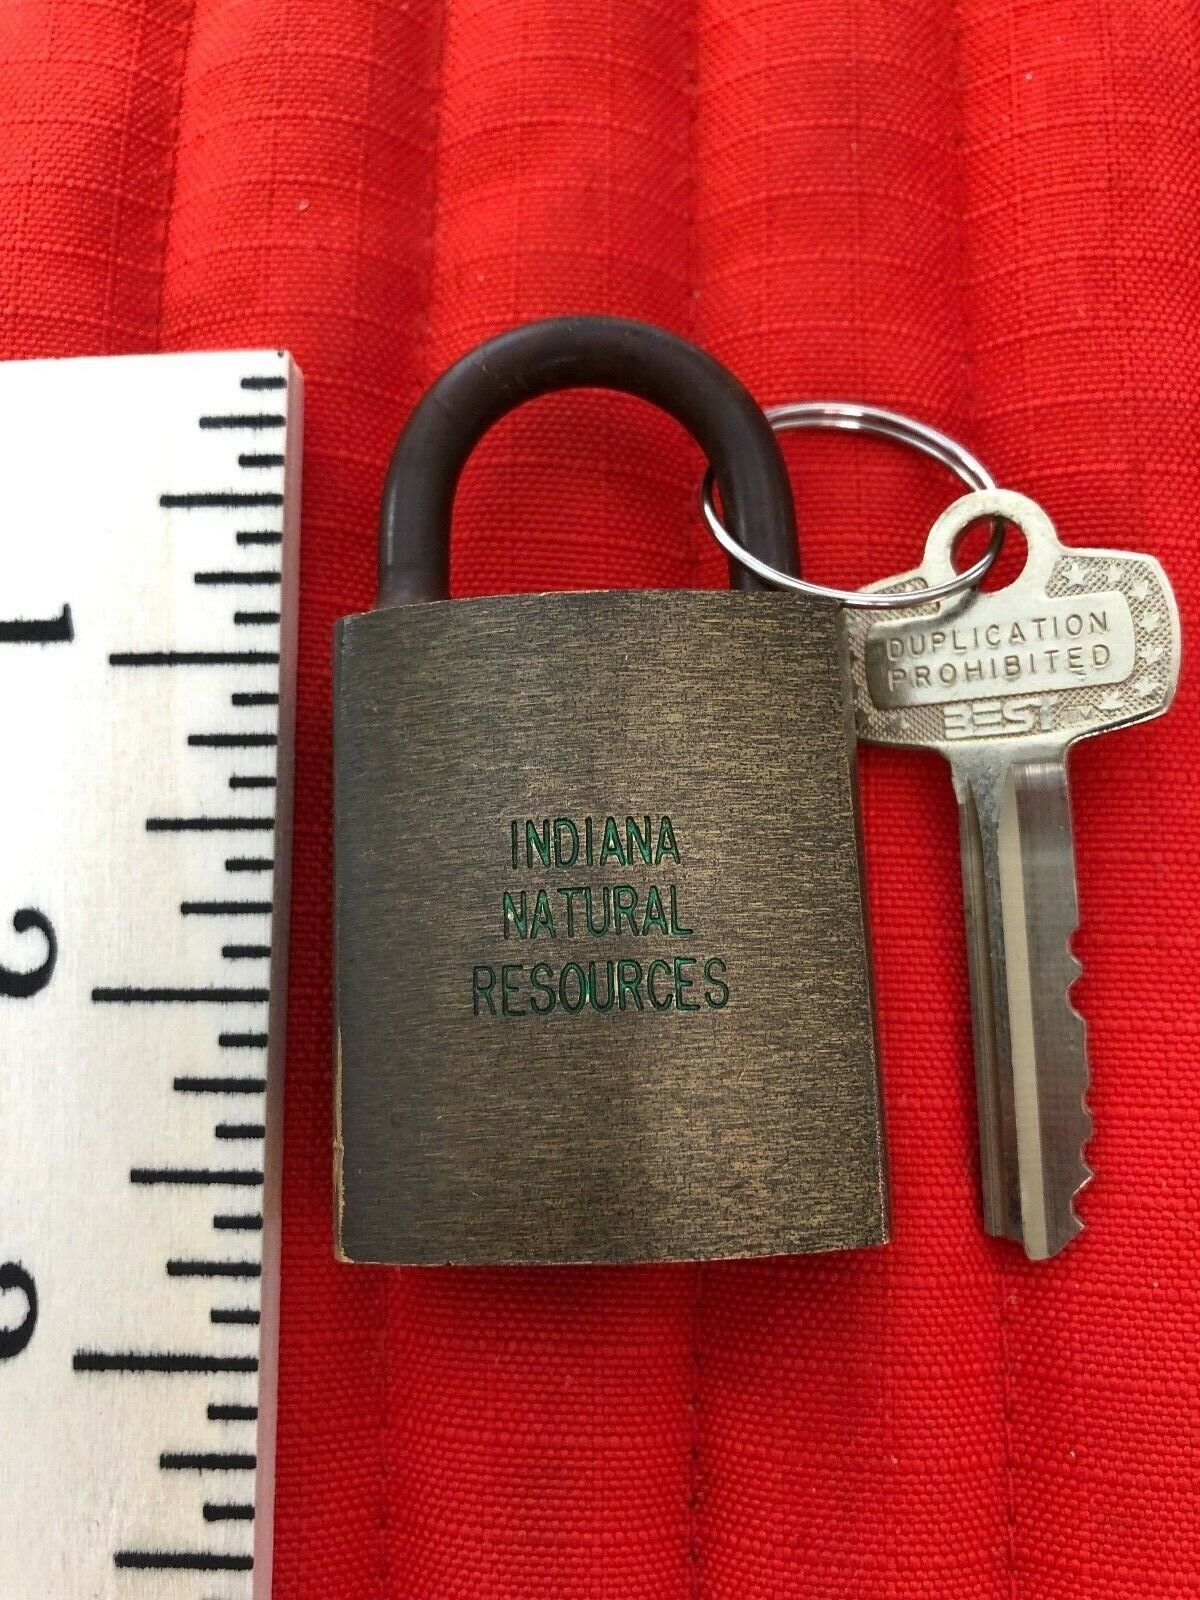 1
2
3
DUPLICATION
PROHIBITED
BEST
INDIANA
NATURAL
RESOURCES